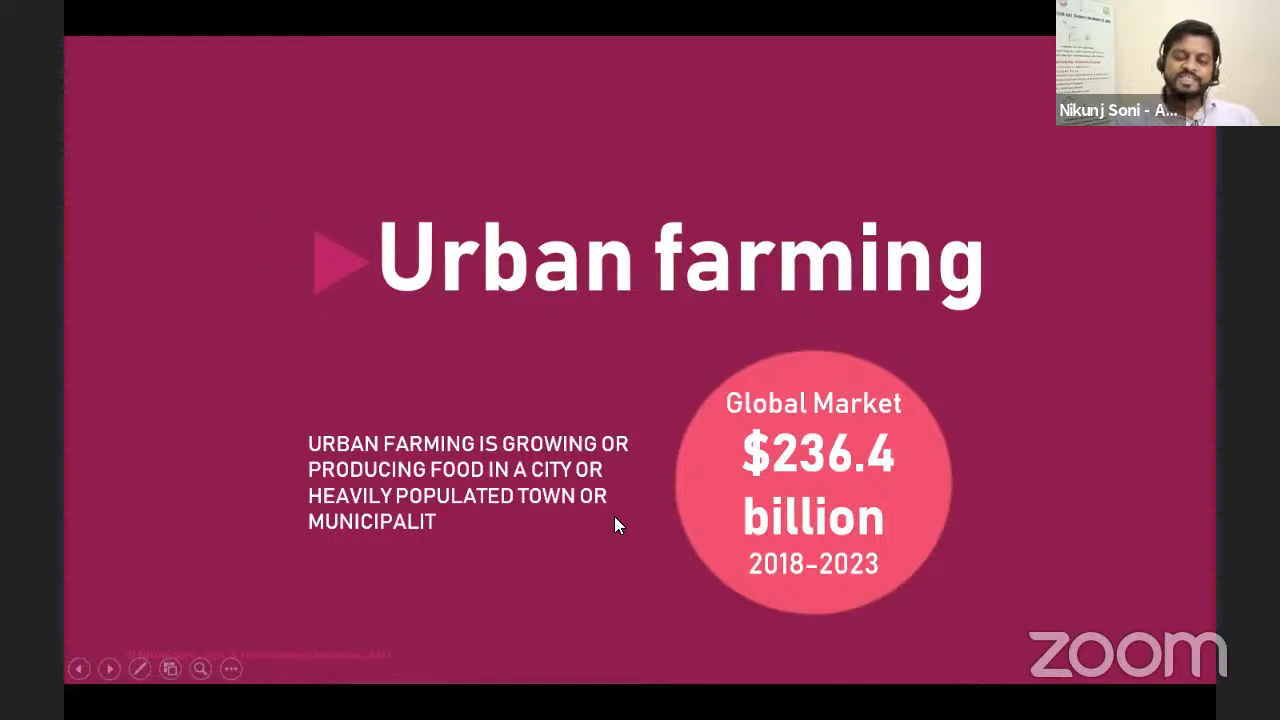 Nikunj Soni - A...
Urban farming
URBAN FARMING IS GROWING OR
PRODUCING FOOD IN A CITY OR
HEAVILY POPULATED TOWN OR
MUNICIPALIT
Global Market
$236.4
billion
2018-2023
zoom